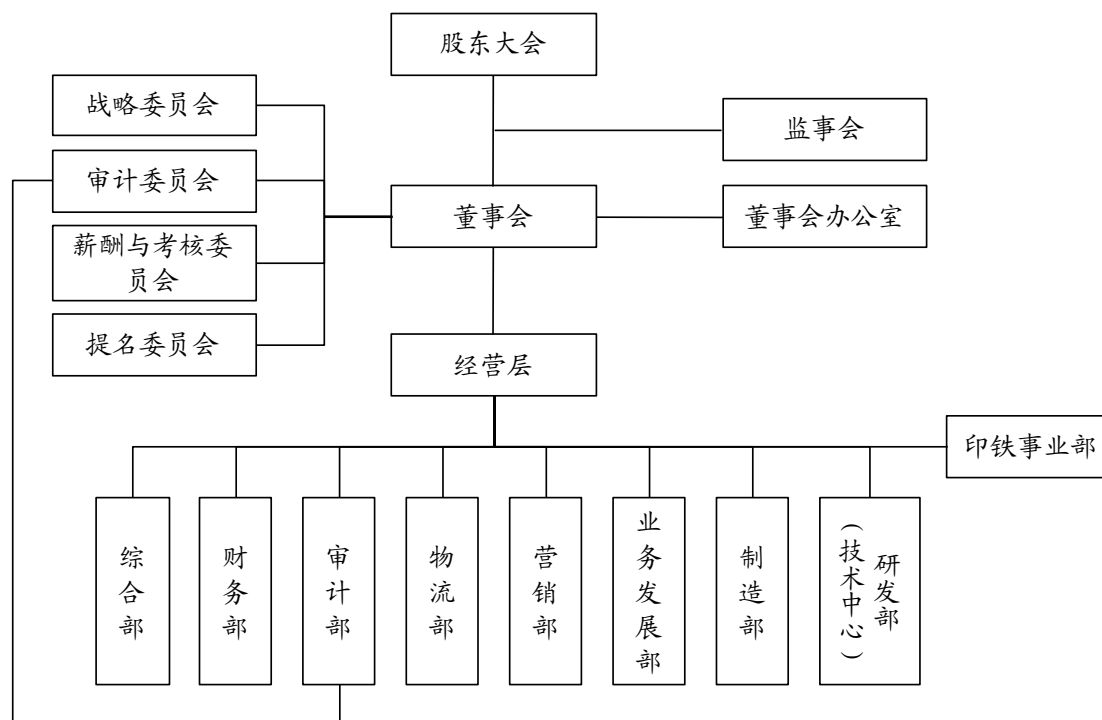 股东大会
战略委员会
监事会
审计委员会
董事会
董事会办公室
薪酬与考核委
员会
提名委员会
经营层
印铁事业部
综合部
财务部
审计部
物流部
营销部
业务发展部
制造部
研发部
(技术中心)